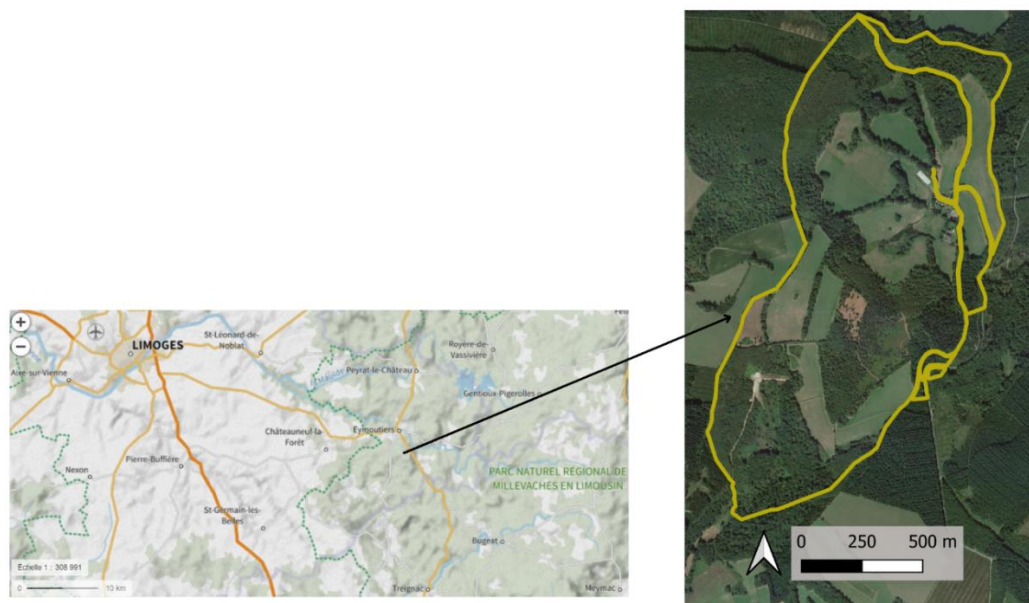 +
−
LIMOGES
St-Léonard-de-
Noblat
Aixe-sur-Vienne
Royère-de-
Vassivière
Peyrat-le-Château
Gentioux-Pigerolles
Châteauneuf-la-
Forêt
Eymoutiers
Nexon
Pierre-Buffière
PARC NATUREL RÉGIONAL DE
MILLEVACHES EN LIMOUSIN
St-Germain-les-
Belles
Bugeat
Treignac
Meymac
Échelle 1 : 308 991
0 10 km
0 250 500 m